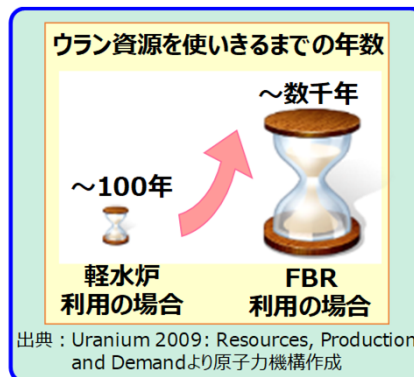 ウラン資源を使いきるまでの年数
～数千年
～100年
軽水炉
利用の場合
FBR
利用の場合
出典：Uranium 2009: Resources, Production
and Demandより原子力機構作成